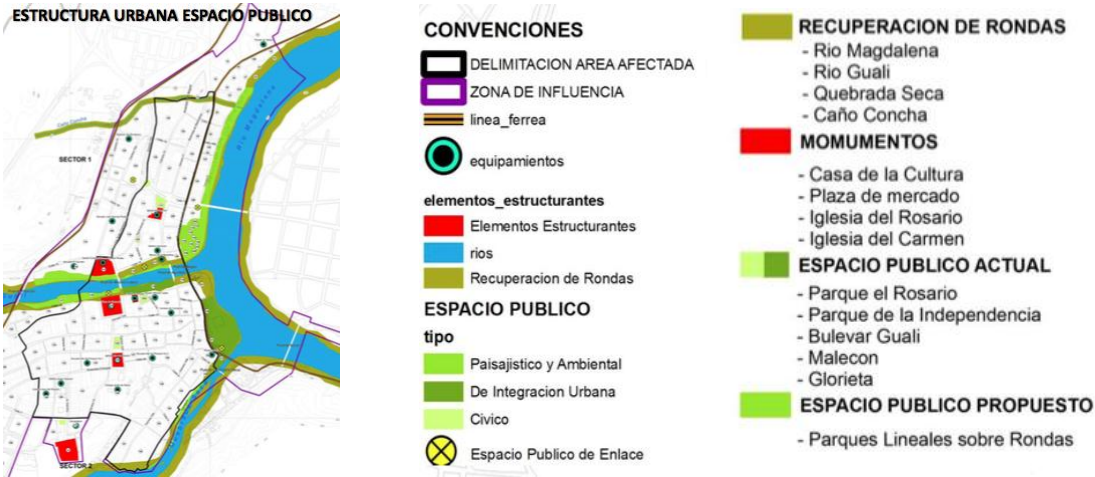 ESTRUCTURA URBANA ESPACIO PUBLICO
Caño Concha
Rio Magdalena
SECTOR 1
SECTOR 2
CONVENCIONES
DELIMITACION AREA AFECTADA
ZONA DE INFLUENCIA
linea_ferrea
equipamientos
elementos_estructurantes
Elementos Estructurantes
rios
Recuperacion de Rondas
ESPACIO PUBLICO
tipo
Paisajistico y Ambiental
De Integracion Urbana
Civico
Espacio Publico de Enlace
RECUPERACION DE RONDAS
- Rio Magdalena
- Rio Guali
- Quebrada Seca
- Caño Concha
MOMUMENTOS
- Casa de la Cultura
- Plaza de mercado
- Iglesia del Rosario
- Iglesia del Carmen
ESPACIO PUBLICO ACTUAL
- Parque el Rosario
- Parque de la Independencia
- Bulevar Guali
- Malecon
- Glorieta
ESPACIO PUBLICO PROPUESTO
- Parques Lineales sobre Rondas